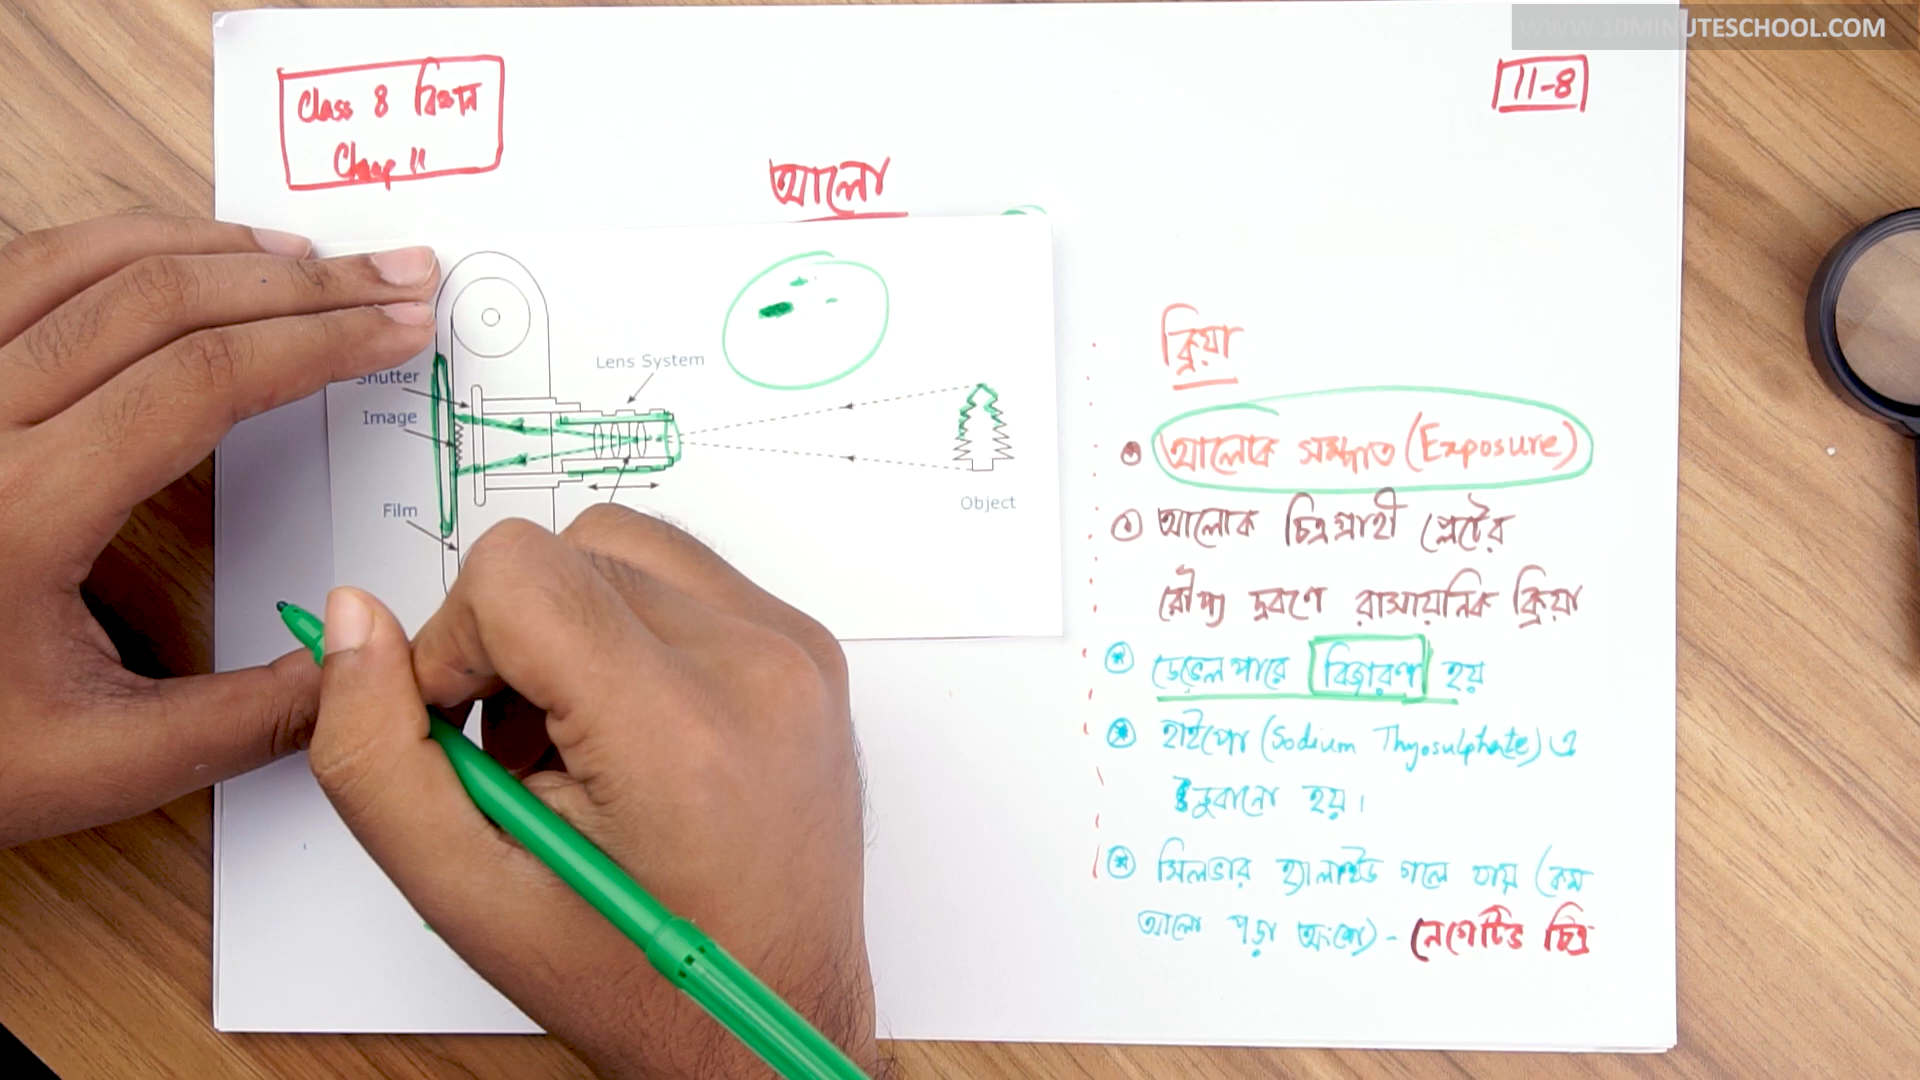 WWW.10MINUTESCHOOL.COM
Class 8 বিজ্ঞান
Chap 11
11-8
আলো
Lens System
Shutter
Image
Film
Object
ক্রিয়া
আলোক সম্পাত (Exposure)
আলোক চিত্রগ্রাহী প্লেটের
রৌপ্য দ্রবণে রাসায়নিক ক্রিয়া
ডেভেলপারে বিজারণ হয়
হাইপো (Sodium Thyosulphate) এ
ডুবানো হয়।
সিলভার হ্যালাইড গলে যায় (কম
আলো পড়া অংশে) - নেগেটিভ চিত্র